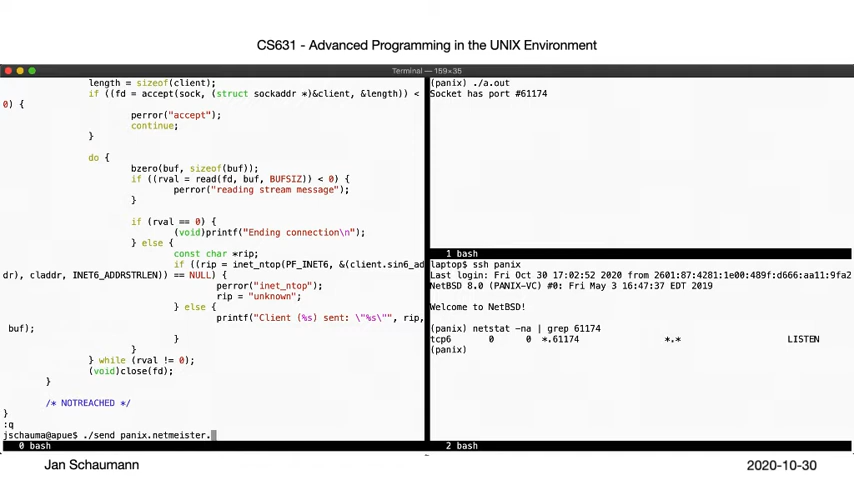 CS631 - Advanced Programming in the UNIX Environment
Terminal — 159×35
length = sizeof(client);
if ((fd = accept(sock, (struct sockaddr *)&client, &length)) <
0) {
perror("accept");
continue;
}
do {
bzero(buf, sizeof(buf));
if ((rval = read(fd, buf, BUFSIZ)) < 0) {
perror("reading stream message");
}
if (rval == 0) {
(void)printf("Ending connection\n");
} else {
const char *rip;
if ((rip = inet_ntop(PF_INET6, &(client.sin6_ad
dr), claddr, INET6_ADDRSTRLEN)) == NULL) {
perror("inet_ntop");
rip = "unknown";
} else {
printf("Client (%s) sent: \"%s\"", rip,
buf);
}
}
} while (rval != 0);
(void)close(fd);
}
/* NOTREACHED */
}
:q
jschauma@apue$ ./send panix.netmeister.
0 bash
(panix) ./a.out
Socket has port #61174
1 bash
laptop$ ssh panix
Last login: Fri Oct 30 17:02:52 2020 from 2601:87:4281:1e00:489f:d666:aa11:9fa2
NetBSD 8.0 (PANIX-VC) #0: Fri May 3 16:47:37 EDT 2019
Welcome to NetBSD!
(panix) netstat -na | grep 61174
tcp6 0 0 *.61174 *.* LISTEN
(panix)
2 bash
Jan Schaumann
2020-10-30